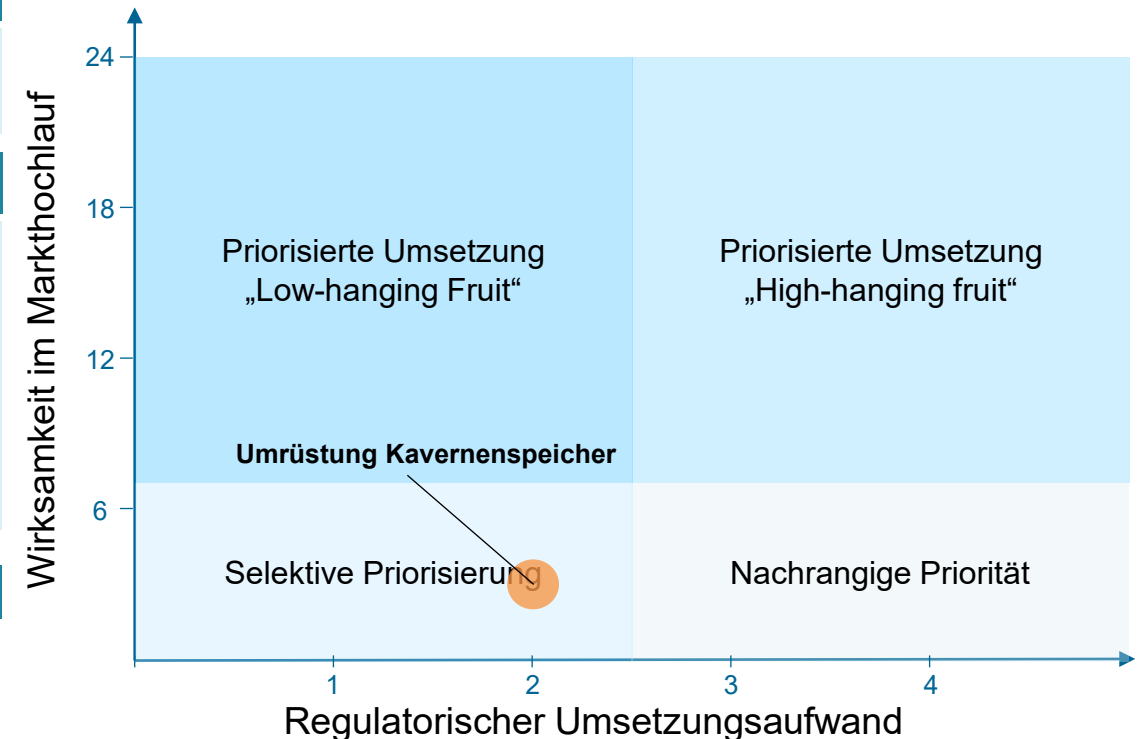 Wirksamkeit im Markthochlauf
24
18
12
6
Priorisierte Umsetzung
„Low-hanging Fruit“
Priorisierte Umsetzung
„High-hanging fruit“
Umrüstung Kavernenspeicher
Selektive Priorisierung
Nachrangige Priorität
1
2
3
4
Regulatorischer Umsetzungsaufwand